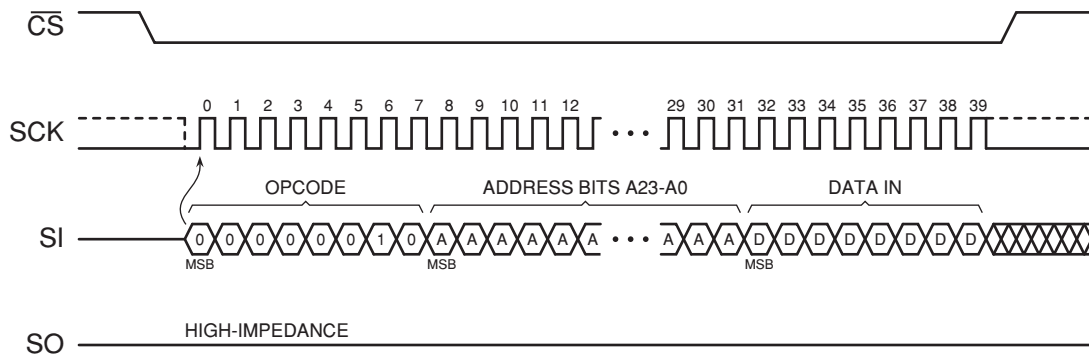 CS
0 1 2 3 4 5 6 7 8 9 10 11 12 29 30 31 32 33 34 35 36 37 38 39
SCK
OPCODE ADDRESS BITS A23-A0 DATA IN
SI 0 0 0 0 0 0 1 0 A A A A A A A A A D D D D D D D D
MSB MSB MSB
HIGH-IMPEDANCE
SO